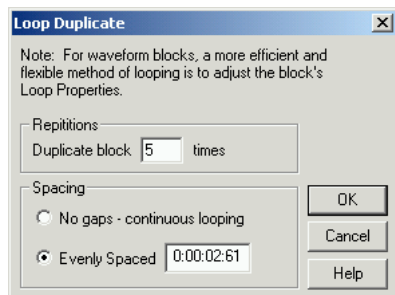 Loop Duplicate
Note: For waveform blocks, a more efficient and
flexible method of looping is to adjust the block's
Loop Properties.
Repititions
Duplicate block 5 times
Spacing
No gaps - continuous looping
Evenly Spaced 0:00:02:61
OK
Cancel
Help